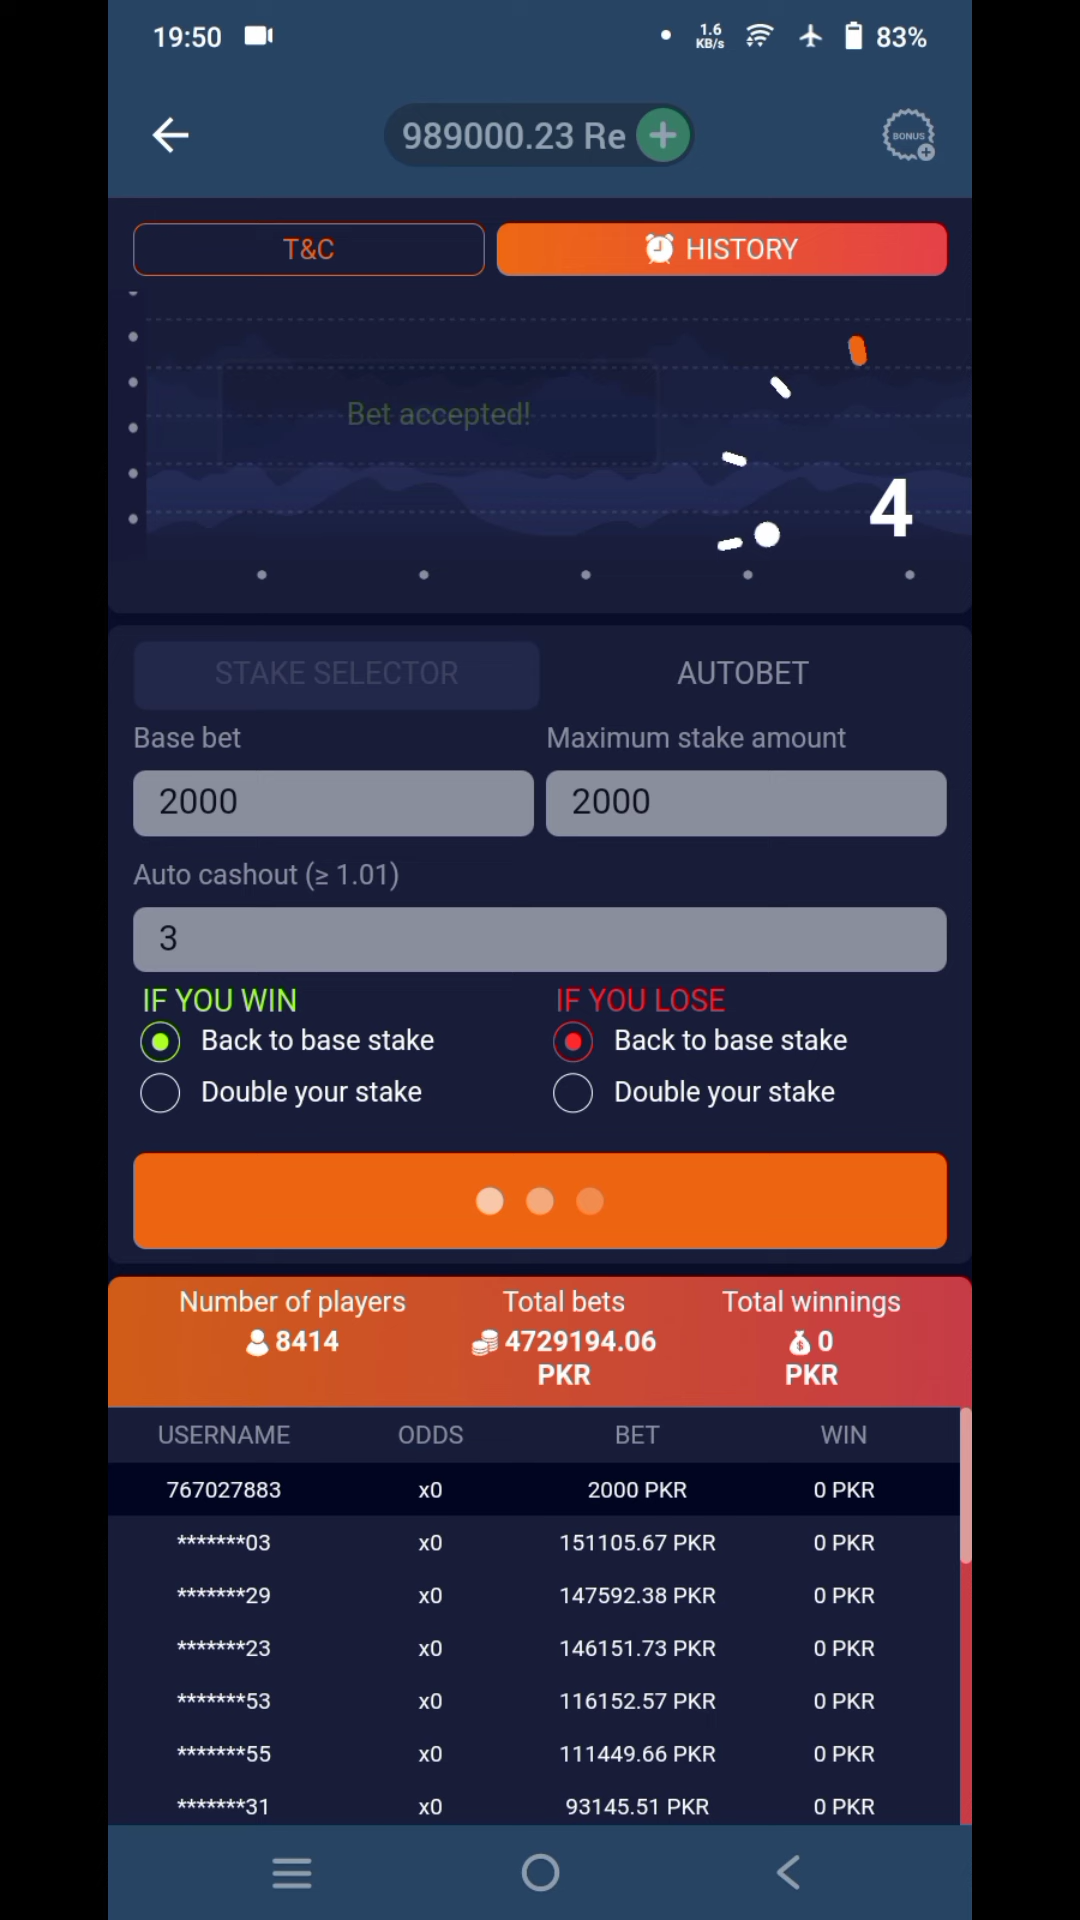 19:50
1.6
KB/s
83%
989000.23 Re
BONUS
T&C
HISTORY
Bet accepted!
4
STAKE SELECTOR
AUTOBET
Base bet
Maximum stake amount
2000
2000
Auto cashout (≥ 1.01)
3
IF YOU WIN
IF YOU LOSE
Back to base stake
Back to base stake
Double your stake
Double your stake
Number of players
Total bets
Total winnings
8414
4729194.06
0
PKR
PKR
USERNAME ODDS BET WIN
767027883 x0 2000 PKR 0 PKR
*******03 x0 151105.67 PKR 0 PKR
*******29 x0 147592.38 PKR 0 PKR
*******23 x0 146151.73 PKR 0 PKR
*******53 x0 116152.57 PKR 0 PKR
*******55 x0 111449.66 PKR 0 PKR
*******31 x0 93145.51 PKR 0 PKR